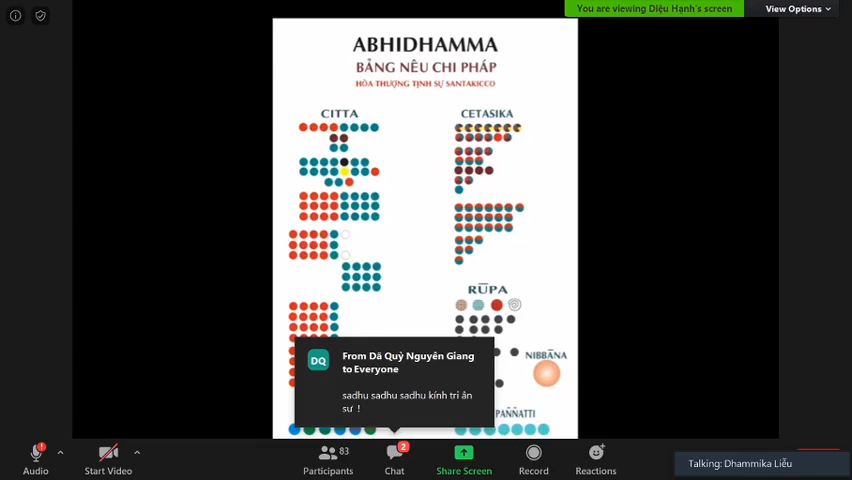 You are viewing Diệu Hạnh's screen
View Options
ABHIDHAMMA
BẢNG NÊU CHI PHÁP
HÒA THƯỢNG TỊNH SỰ SANTAKICCO
CITTA
CETASIKA
RŪPA
NIBBĀNA
PAÑÑATTI
DQ
From Dã Quỳ Nguyên Giang
to Everyone
sadhu sadhu sadhu kính tri ân
sư !
Audio
Start Video
83
Participants
2
Chat
Share Screen
Record
Reactions
Talking: Dhammika Liễu